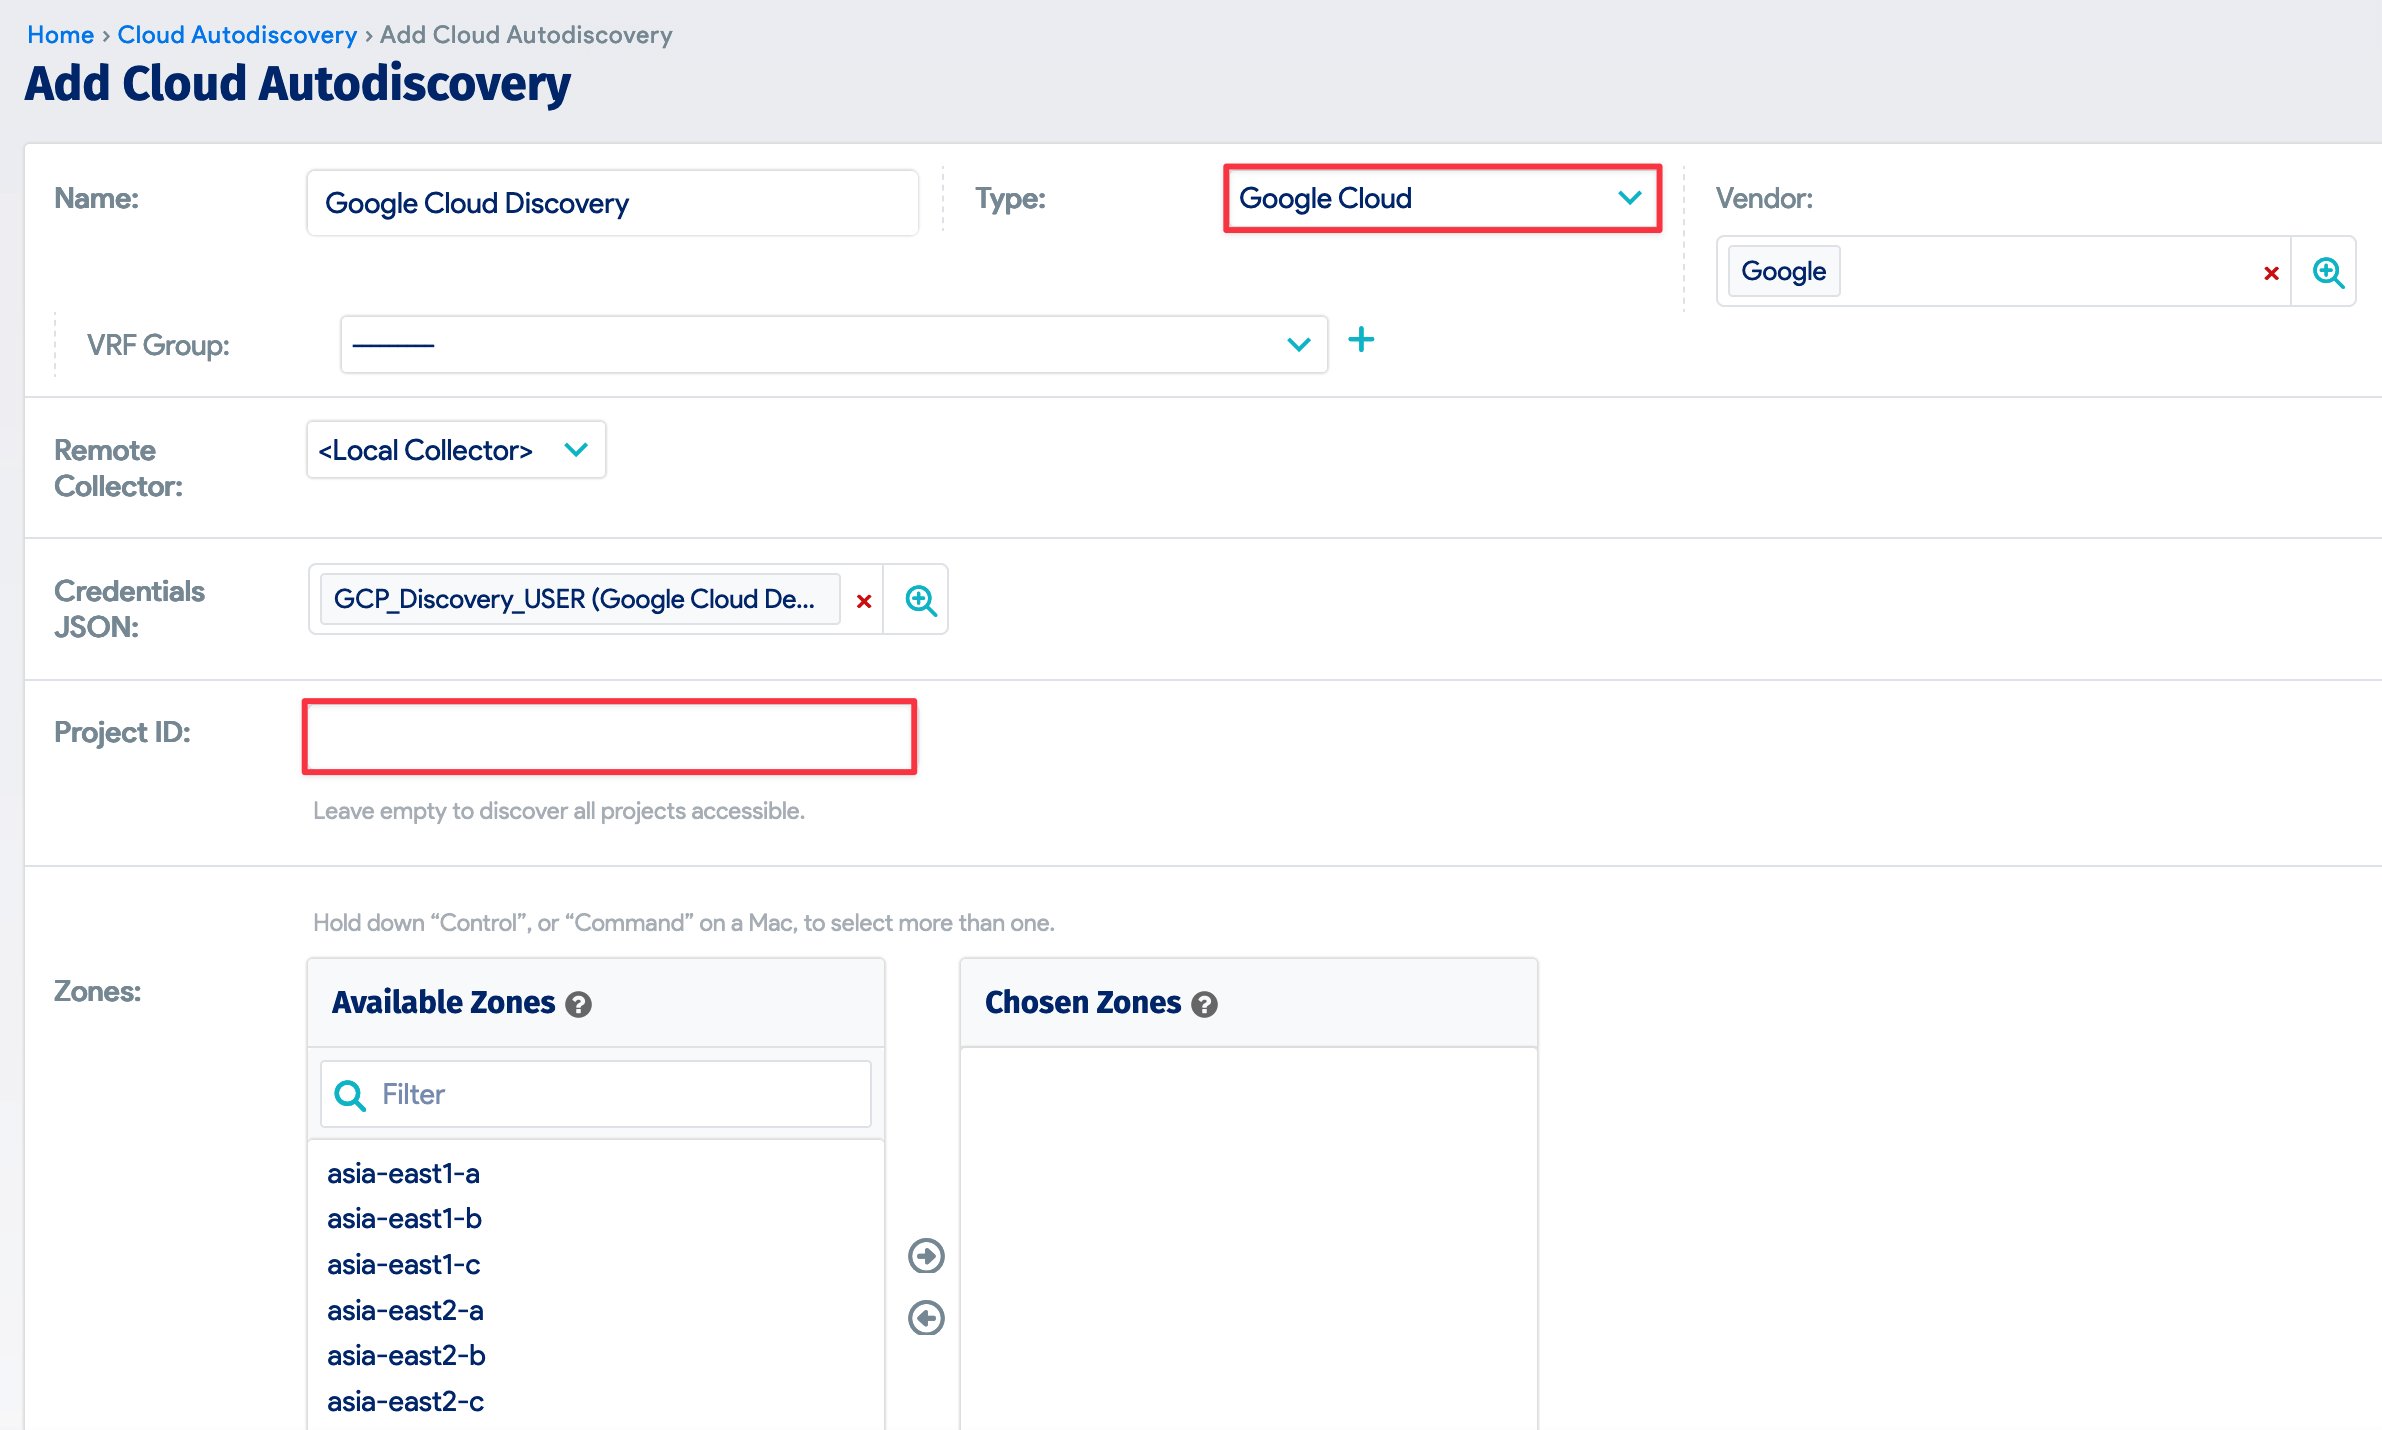 Home › Cloud Autodiscovery › Add Cloud Autodiscovery
Add Cloud Autodiscovery
Name:
Google Cloud Discovery
Type:
Google Cloud
Vendor:
Google
VRF Group:
---------
Remote
Collector:
<Local Collector>
Credentials
JSON:
GCP_Discovery_USER (Google Cloud De...
Project ID:
Leave empty to discover all projects accessible.
Hold down “Control”, or “Command” on a Mac, to select more than one.
Zones:
Available Zones ?
Chosen Zones ?
Filter
asia-east1-a
asia-east1-b
asia-east1-c
asia-east2-a
asia-east2-b
asia-east2-c